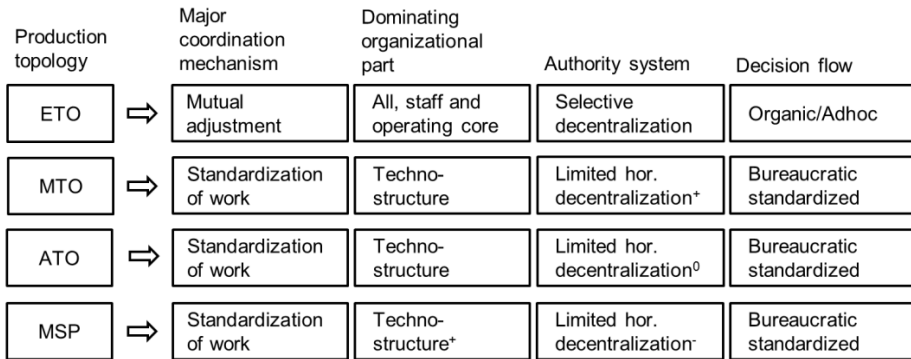 Production
topology
Major
coordination
mechanism
Dominating
organizational
part
Authority system
Decision flow
ETO
Mutual
adjustment
All, staff and
operating core
Selective
decentralization
Organic/Adhoc
MTO
Standardization
of work
Techno-
structure
Limited hor.
decentralization⁺
Bureaucratic
standardized
ATO
Standardization
of work
Techno-
structure
Limited hor.
decentralization⁰
Bureaucratic
standardized
MSP
Standardization
of work
Techno-
structure⁺
Limited hor.
decentralization⁻
Bureaucratic
standardized